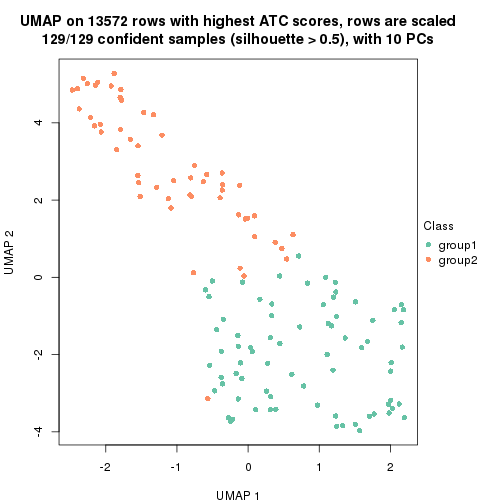 UMAP on 13572 rows with highest ATC scores, rows are scaled
129/129 confident samples (silhouette > 0.5), with 10 PCs
4
2
0
-2
-4
UMAP 2
-2
-1
0
1
2
UMAP 1
Class
group1
group2